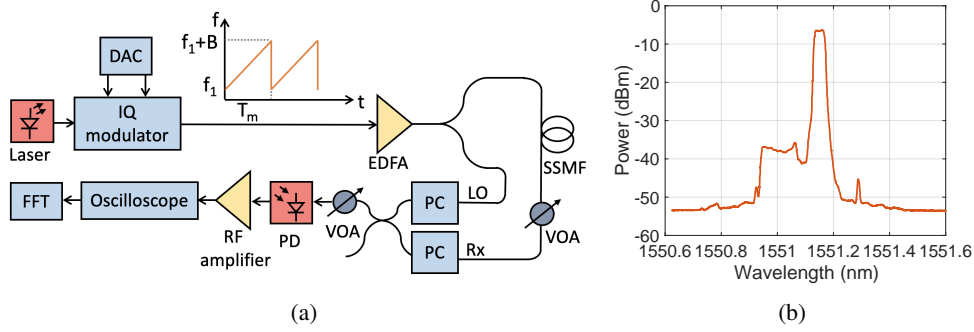 DAC
IQ
modulator
Laser
f
f₁+B
f₁
Tₘ
t
EDFA
SSMF
VOA
LO
PC
PC
Rx
VOA
PD
RF
amplifier
Oscilloscope
FFT
(a)
Power (dBm)
0
-10
-20
-30
-40
-50
-60
1550.6 1550.8 1551 1551.2 1551.4 1551.6
Wavelength (nm)
(b)